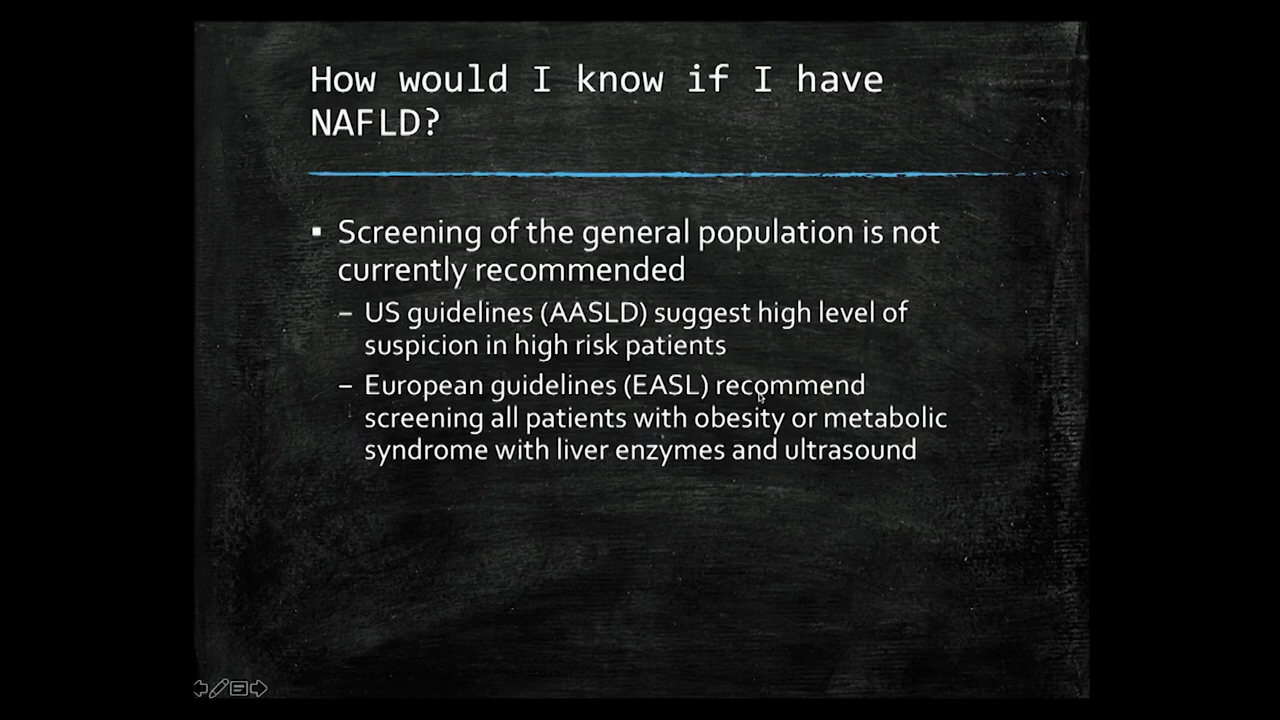 How would I know if I have
NAFLD?
▪ Screening of the general population is not
currently recommended
– US guidelines (AASLD) suggest high level of
suspicion in high risk patients
– European guidelines (EASL) recommend
screening all patients with obesity or metabolic
syndrome with liver enzymes and ultrasound